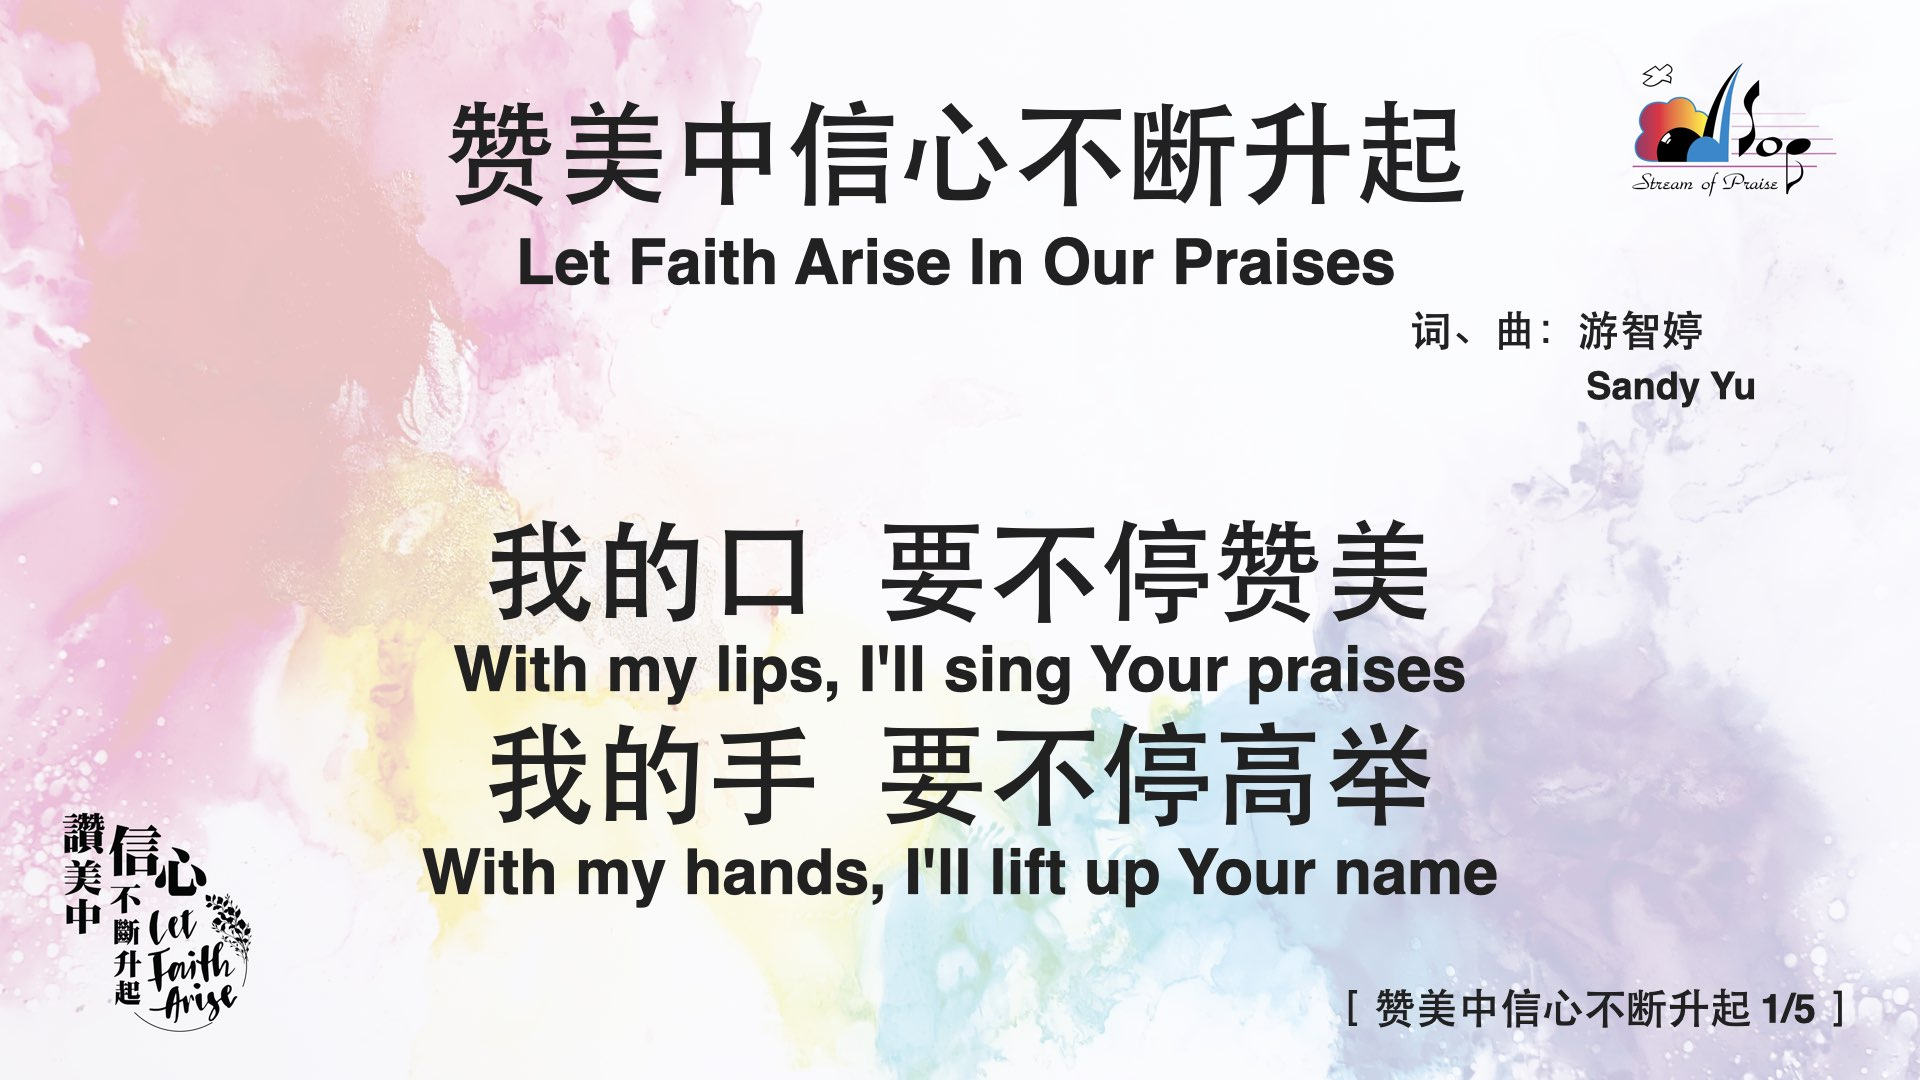 赞美中信心不断升起
Let Faith Arise In Our Praises
SOP
Stream of Praise
词、曲：游智婷
Sandy Yu
我的口 要不停赞美
With my lips, I'll sing Your praises
我的手 要不停高举
With my hands, I'll lift up Your name
讚美中
信心
不斷升起
Let
Faith
Arise
[ 赞美中信心不断升起 1/5 ]